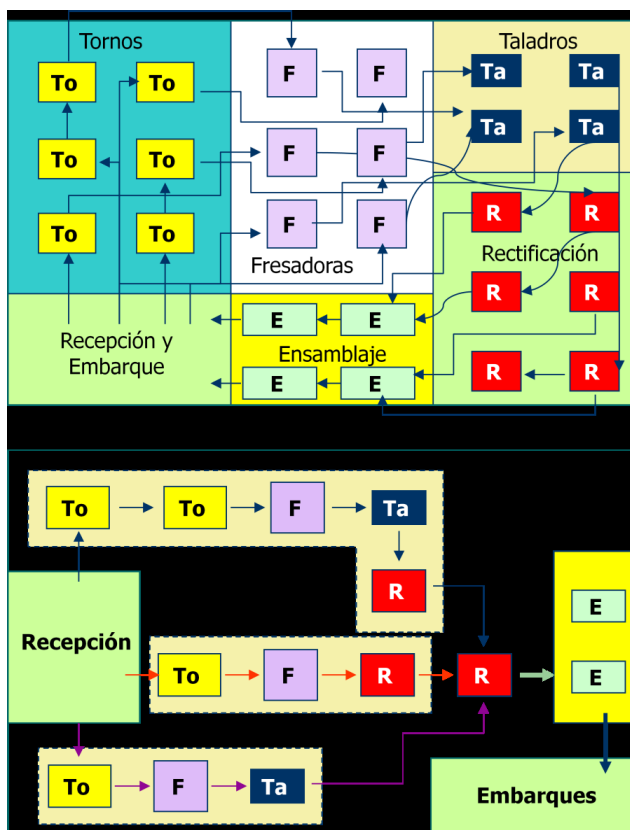 Tornos
Taladros
To
To
F
F
Ta
Ta
Ta
Ta
To
To
F
F
To
To
F
F
R
R
Fresadoras
Rectificación
R
R
E
E
Recepción y
Embarque
Ensamblaje
E
E
R
R
To
To
F
Ta
R
E
Recepción
To
F
R
R
E
To
F
Ta
Embarques